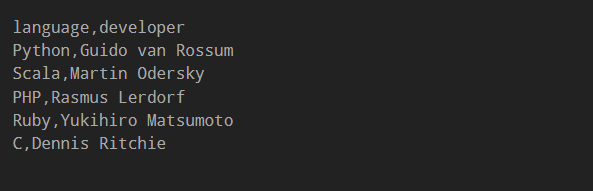 language,developer
Python,Guido van Rossum
Scala,Martin Odersky
PHP,Rasmus Lerdorf
Ruby,Yukihiro Matsumoto
C,Dennis Ritchie